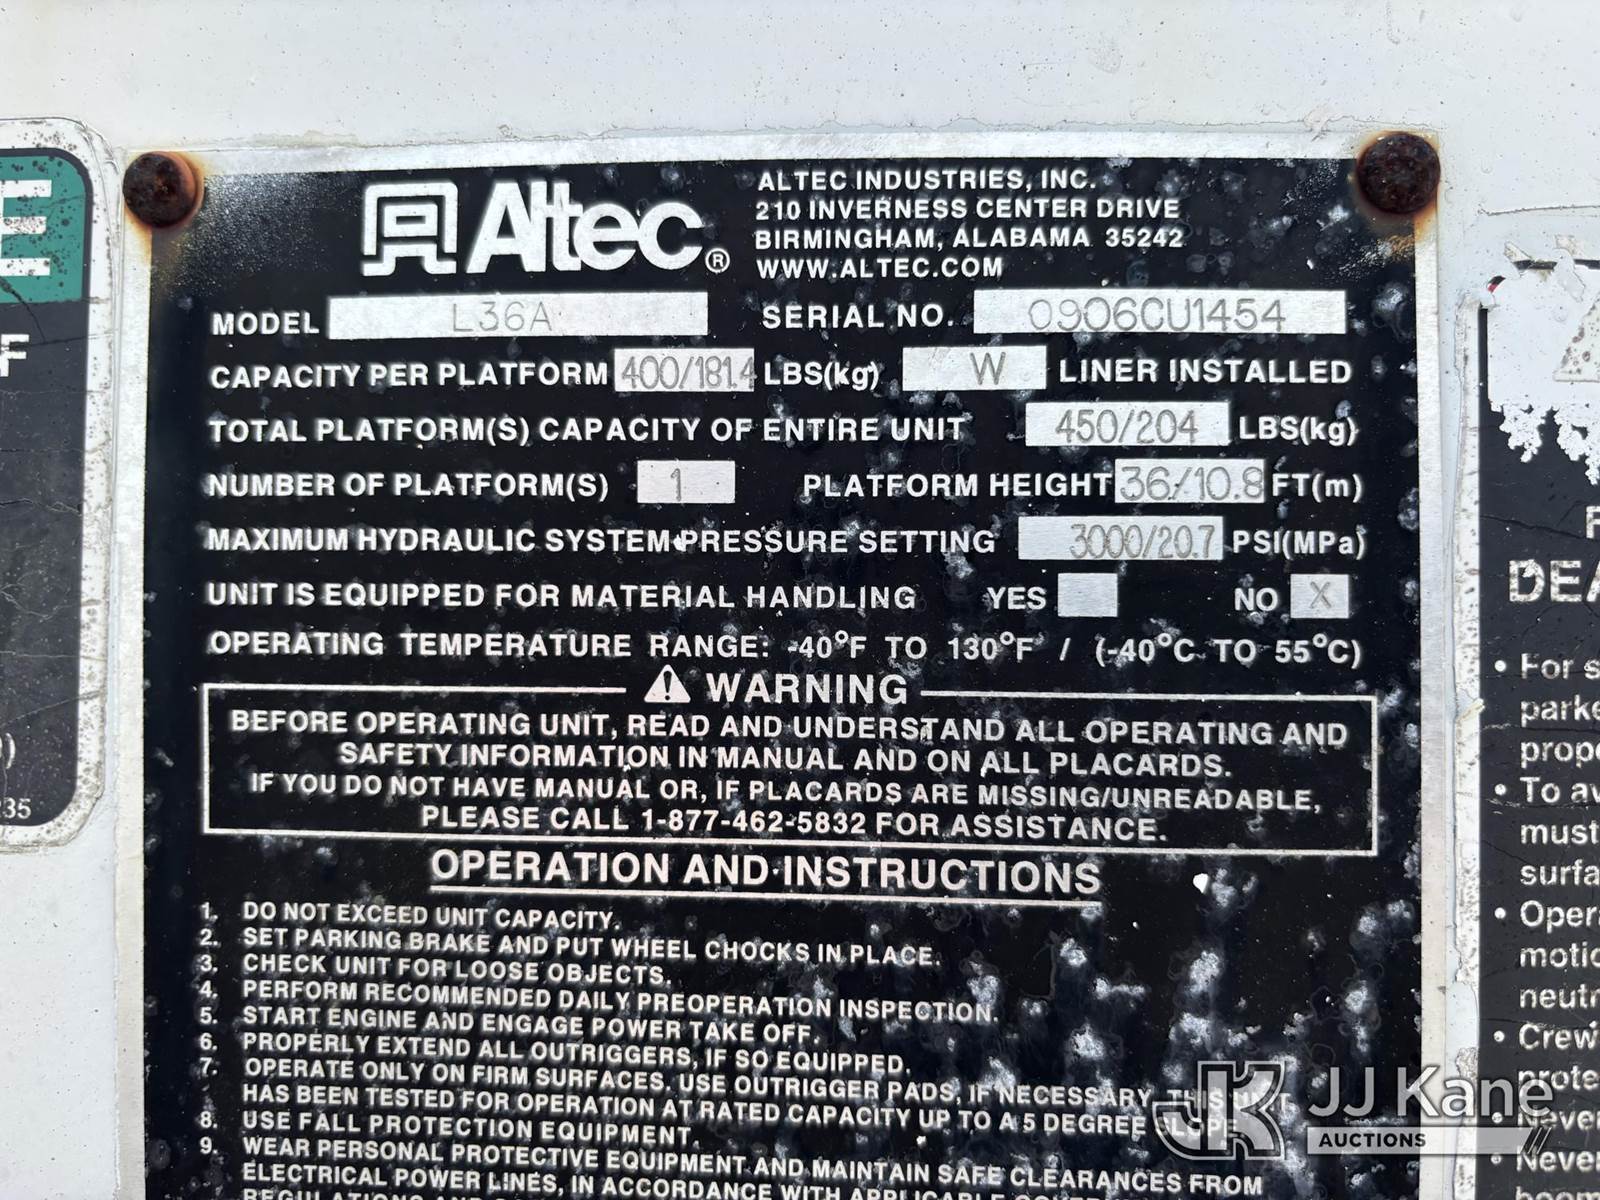 Altec®
ALTEC INDUSTRIES, INC.
210 INVERNESS CENTER DRIVE
BIRMINGHAM, ALABAMA 35242
WWW.ALTEC.COM
MODEL L36A SERIAL NO. 0906CU1454
CAPACITY PER PLATFORM 400/181.4 LBS(kg) W LINER INSTALLED
TOTAL PLATFORM(S) CAPACITY OF ENTIRE UNIT 450/204 LBS(kg)
NUMBER OF PLATFORM(S) 1 PLATFORM HEIGHT 36/10.8 FT(m)
MAXIMUM HYDRAULIC SYSTEM PRESSURE SETTING 3000/20.7 PSI(MPa)
UNIT IS EQUIPPED FOR MATERIAL HANDLING YES NO X
OPERATING TEMPERATURE RANGE: -40°F TO 130°F / (-40°C TO 55°C)
WARNING
BEFORE OPERATING UNIT, READ AND UNDERSTAND ALL OPERATING AND
SAFETY INFORMATION IN MANUAL AND ON ALL PLACARDS.
IF YOU DO NOT HAVE MANUAL OR, IF PLACARDS ARE MISSING/UNREADABLE,
PLEASE CALL 1-877-462-5832 FOR ASSISTANCE.
OPERATION AND INSTRUCTIONS
1. DO NOT EXCEED UNIT CAPACITY.
2. SET PARKING BRAKE AND PUT WHEEL CHOCKS IN PLACE.
3. CHECK UNIT FOR LOOSE OBJECTS.
4. PERFORM RECOMMENDED DAILY PREOPERATION INSPECTION.
5. START ENGINE AND ENGAGE POWER TAKE OFF.
6. PROPERLY EXTEND ALL OUTRIGGERS, IF SO EQUIPPED.
7. OPERATE ONLY ON FIRM SURFACES. USE OUTRIGGER PADS, IF NECESSARY. THIS UNIT
HAS BEEN TESTED FOR OPERATION AT RATED CAPACITY UP TO A 5 DEGREE SLOPE.
8. USE FALL PROTECTION EQUIPMENT.
9. WEAR PERSONAL PROTECTIVE EQUIPMENT AND MAINTAIN SAFE CLEARANCES FROM
ELECTRICAL POWER LINES, IN ACCORDANCE WITH APPLICABLE
E
F
)
35
DEA
• For s
parke
prope
• To av
must
surfa
• Opera
motio
neutr
• Crew
prote
• Never
• Never
JK JJ Kane
AUCTIONS